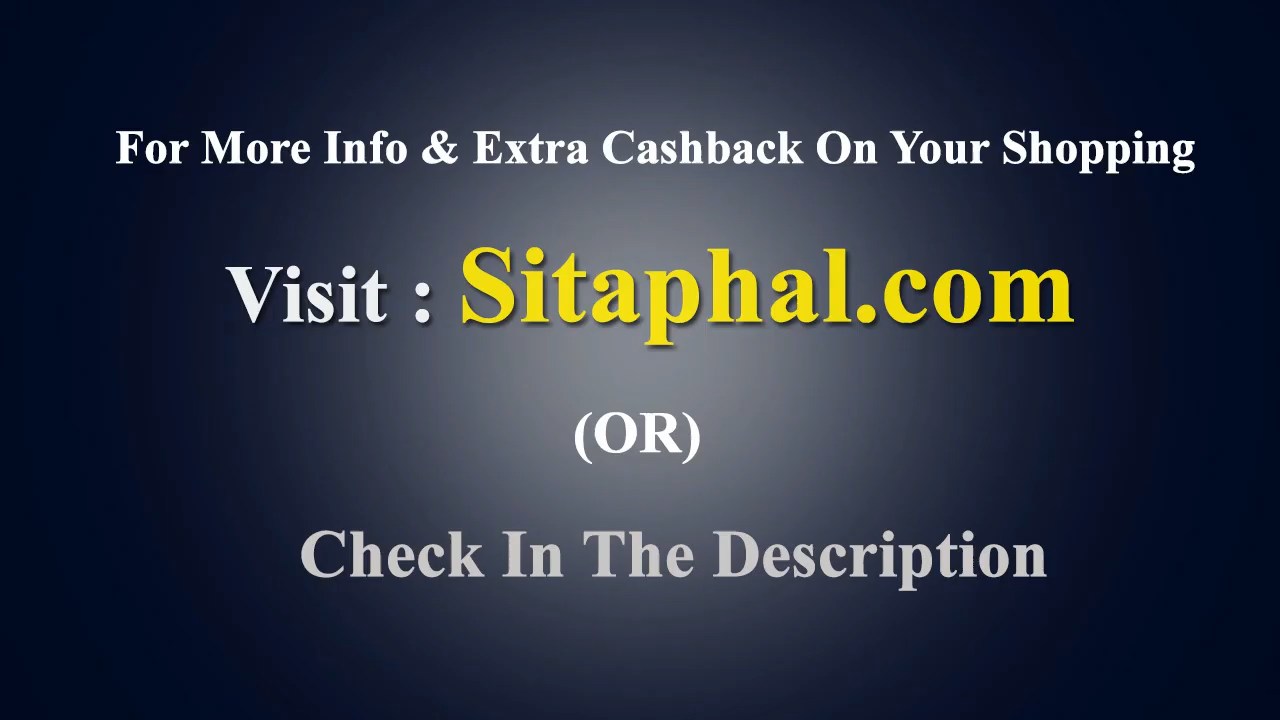 For More Info & Extra Cashback On Your Shopping
Visit : Sitaphal.com
(OR)
Check In The Description